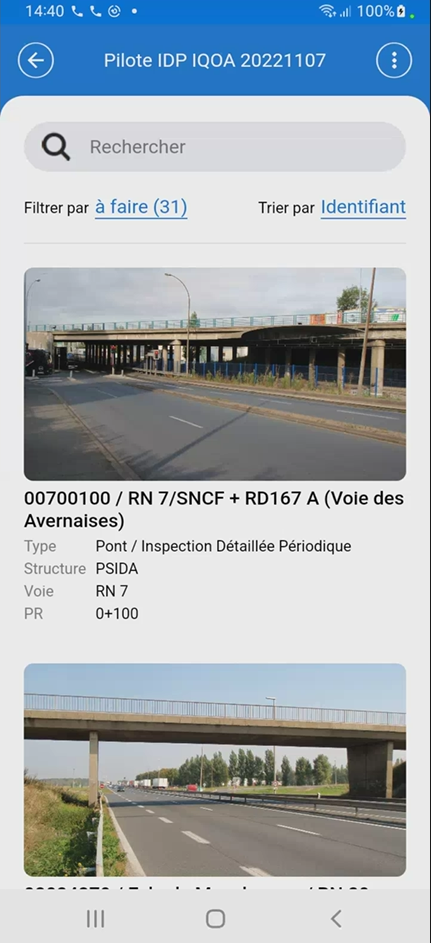 14:40 100%
Pilote IDP IQOA 20221107
Rechercher
Filtrer par à faire (31) Trier par Identifiant
00700100 / RN 7/SNCF + RD167 A (Voie des
Avernaises)
Type Pont / Inspection Détaillée Périodique
Structure PSIDA
Voie RN 7
PR 0+100